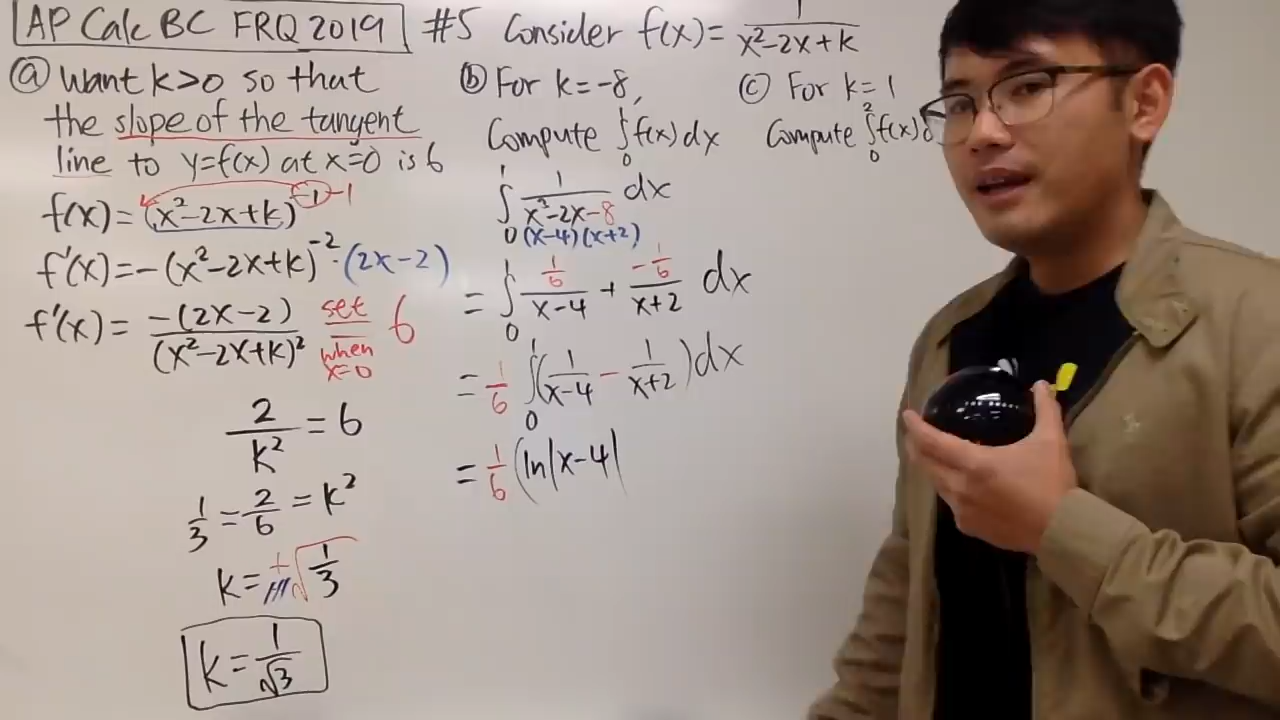 AP Calc BC FRQ 2019 #5 Consider f(x)= 1/(x²-2x+k)
ⓐ Want k>0 so that
the slope of the tangent
line to y=f(x) at x=0 is 6
f(x)=(x²-2x+k)^-1 -1
f'(x)=-(x²-2x+k)^-2·(2x-2)
f'(x)= -(2x-2)/(x²-2x+k)² set when x=0 6
2/k² = 6
1/3 = 2/6 = k²
k=+√(1/3)
k= 1/√3
ⓑ For k=-8,
Compute ∫₀¹ f(x) dx
∫₀¹ 1/(x²-2x-8) dx
(x-4)(x+2)
= ∫₀¹ (1/6)/(x-4) + (-1/6)/(x+2) dx
= 1/6 ∫₀¹ (1/(x-4) - 1/(x+2)) dx
= 1/6 (ln|x-4|
ⓒ For k=1
Compute ∫₀² f(x)